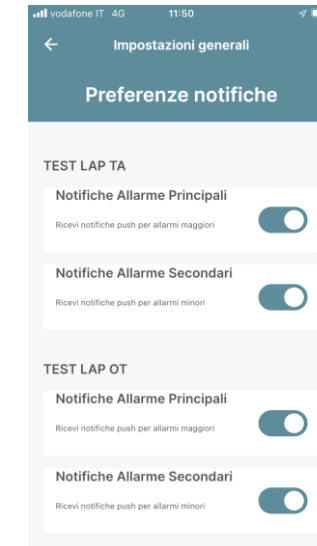 vodafone IT 4G 11:50
Impostazioni generali
Preferenze notifiche
TEST LAP TA
Notifiche Allarme Principali
Ricevi notifiche push per allarmi maggiori
Notifiche Allarme Secondari
Ricevi notifiche push per allarmi minori
TEST LAP OT
Notifiche Allarme Principali
Ricevi notifiche push per allarmi maggiori
Notifiche Allarme Secondari
Ricevi notifiche push per allarmi minori